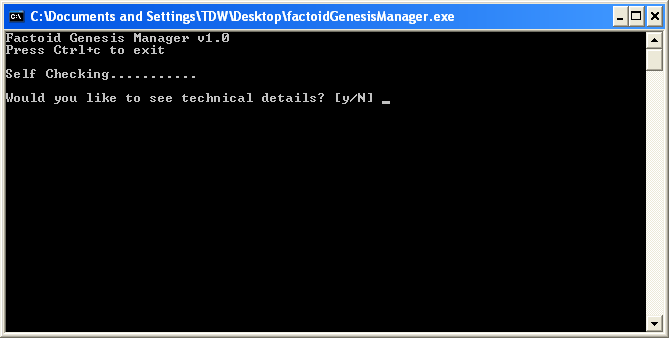 C:\Documents and Settings\TDW\Desktop\factoidGenesisManager.exe
Factoid Genesis Manager v1.0
Press Ctrl+c to exit
Self Checking...........
Would you like to see technical details? [y/N] _